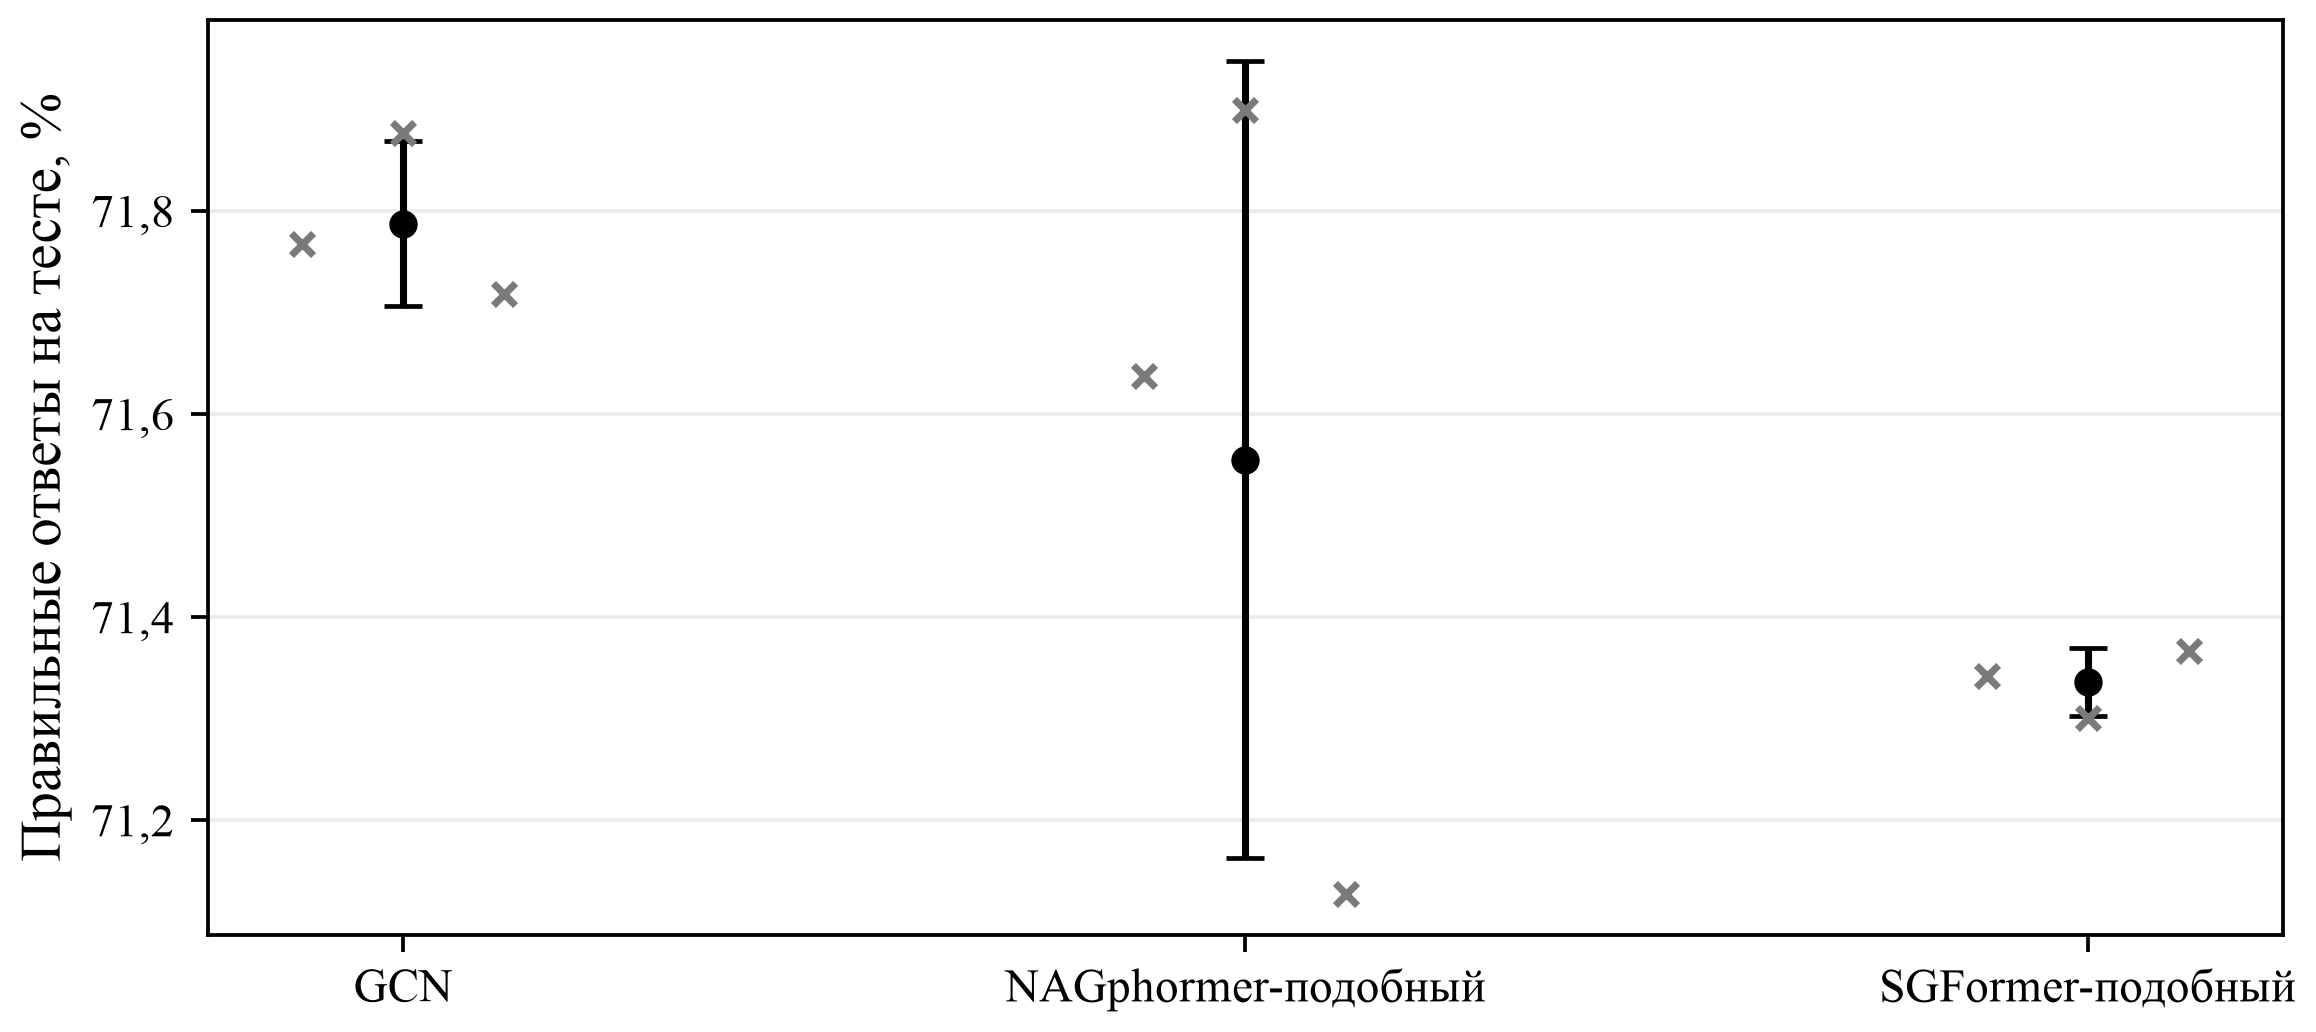 Правильные ответы на тесте, %
71,8
71,6
71,4
71,2
GCN
NAGphormer-подобный
SGFormer-подобный